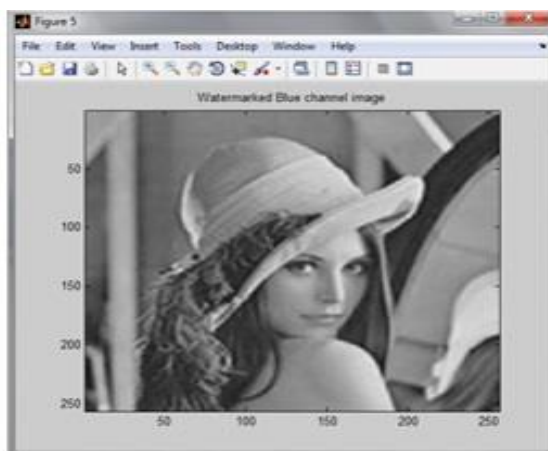 Figure 5
File Edit View Insert Tools Desktop Window Help
Watermarked Blue channel image
50
100
150
200
250
50 100 150 200 250